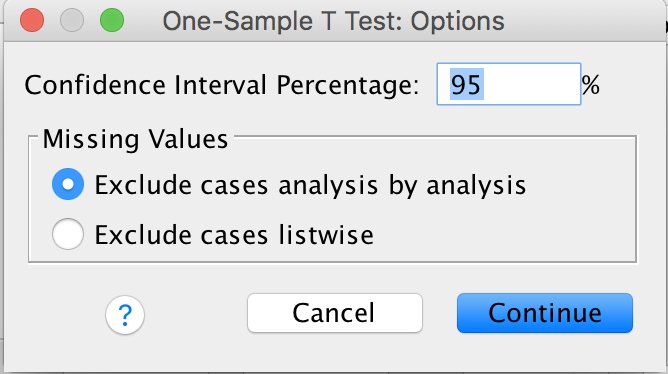 One-Sample T Test: Options
Confidence Interval Percentage: 95 %
Missing Values
Exclude cases analysis by analysis
Exclude cases listwise
? Cancel Continue